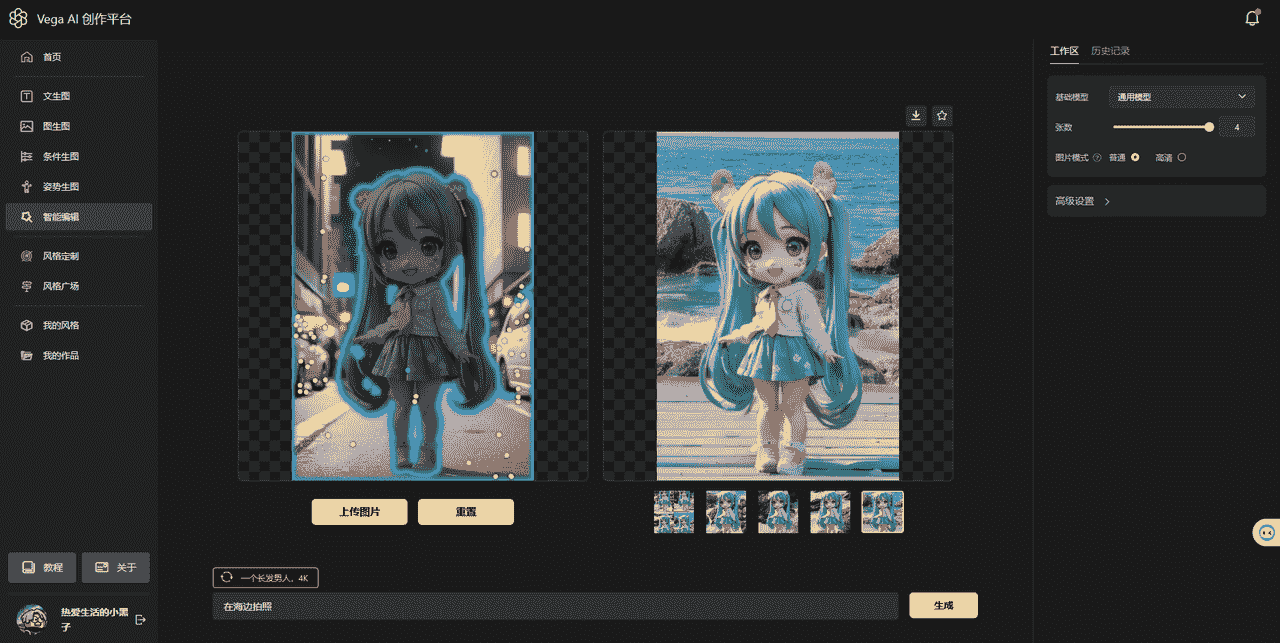 Vega AI 创作平台
首页
文生图
图生图
条件生图
姿势生图
智能编辑
风格定制
风格广场
我的风格
我的作品
教程
关于
热爱生活的小黑
子
上传图片
重置
一个长发男人，4K
在海边拍照
生成
工作区 历史记录
基础模型 通用模型
张数 4
图片模式 ? 普通 高清
高级设置